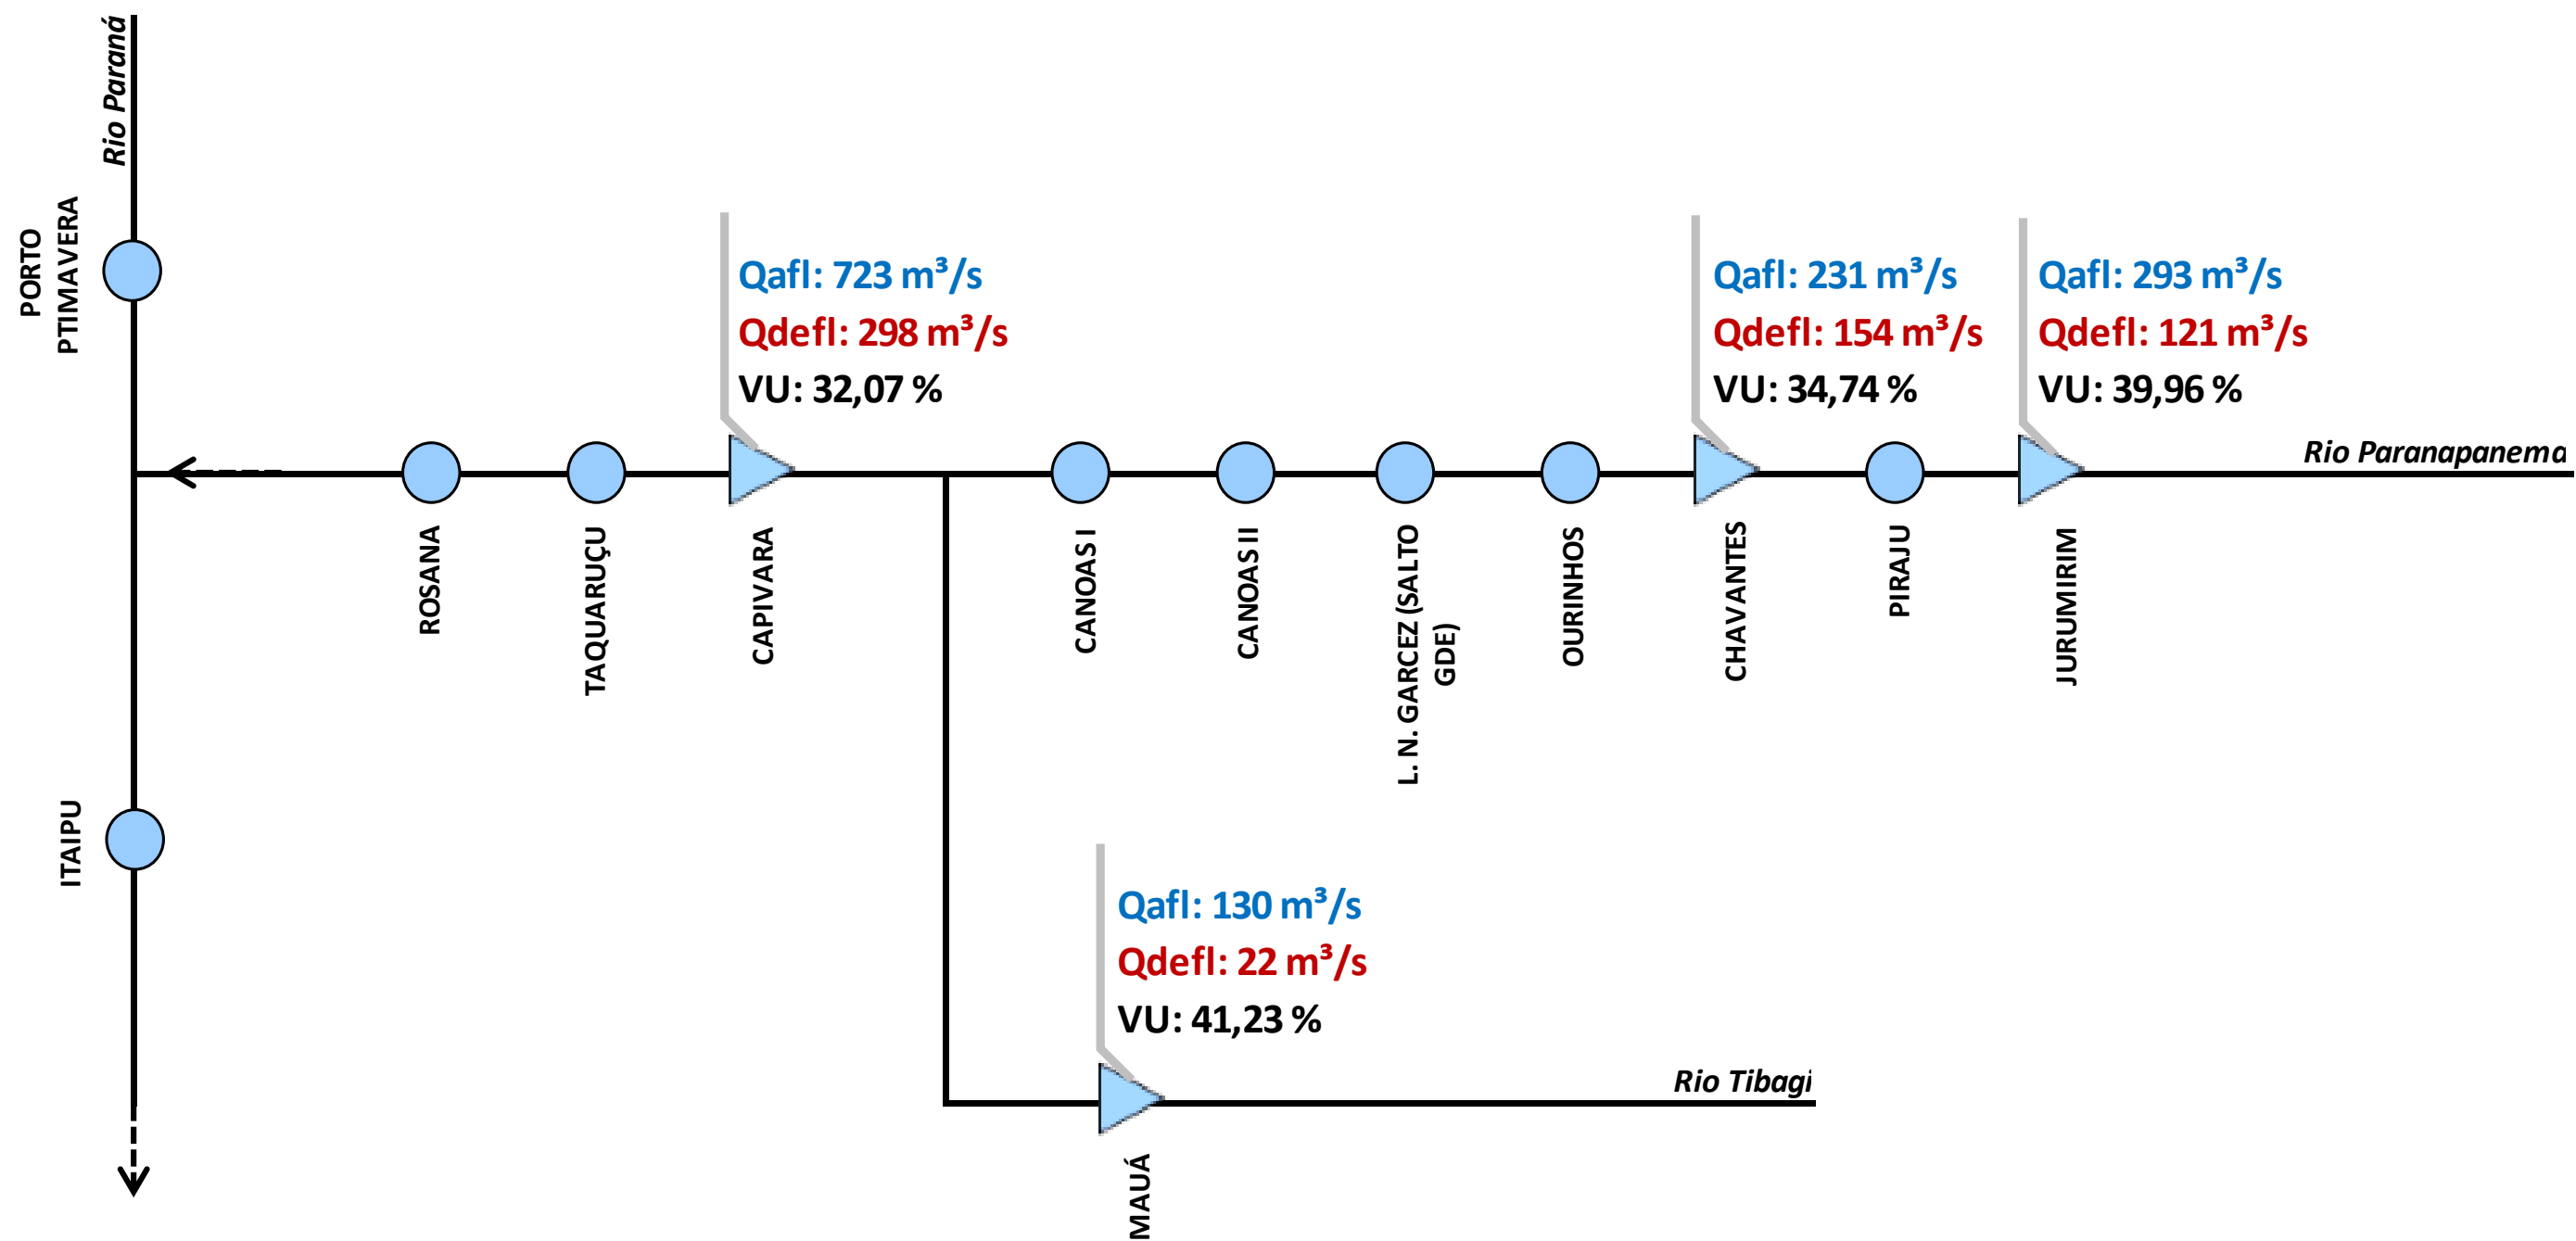 Rio Paraná
PORTO
PTIMAVERA
Qafl: 723 m³/s
Qdefl: 298 m³/s
VU: 32,07 %
Qafl: 231 m³/s
Qdefl: 154 m³/s
VU: 34,74 %
Qafl: 293 m³/s
Qdefl: 121 m³/s
VU: 39,96 %
Rio Paranapanema
ROSANA
TAQUARUÇU
CAPIVARA
CANOAS I
CANOAS II
L. N. GARCEZ (SALTO
GDE)
OURINHOS
CHAVANTES
PIRAJU
JURUMIRIM
ITAIPU
Qafl: 130 m³/s
Qdefl: 22 m³/s
VU: 41,23 %
Rio Tibagi
MAUÁ